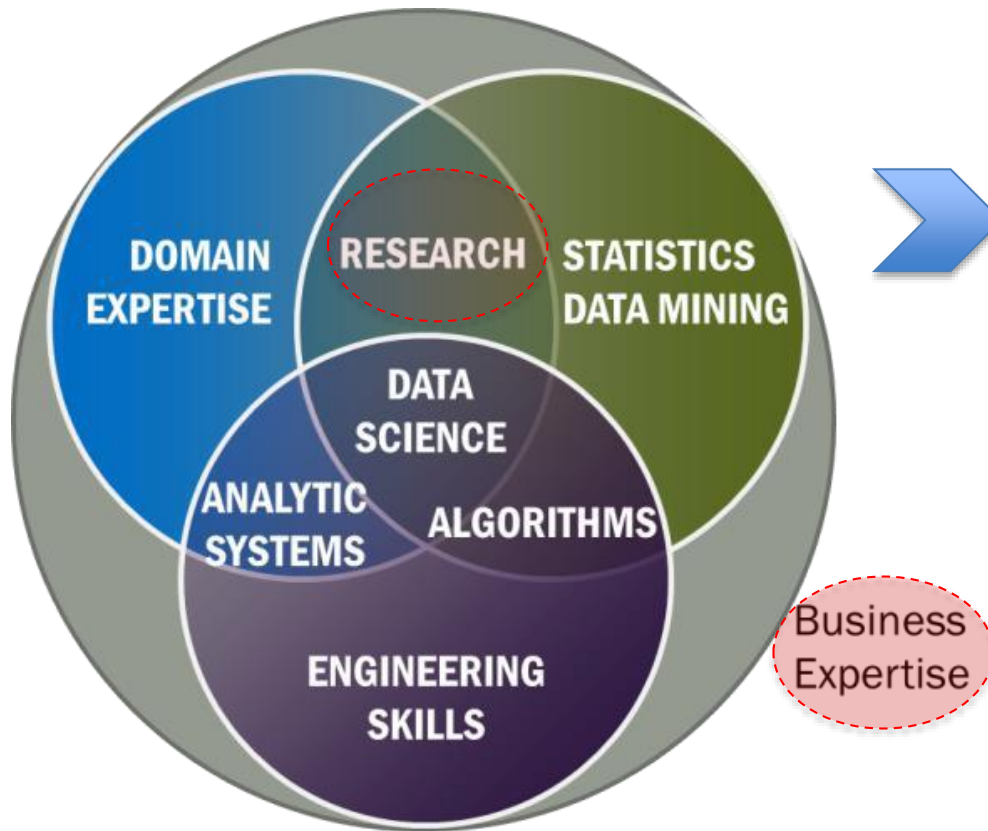 DOMAIN
EXPERTISE
RESEARCH
STATISTICS
DATA MINING
DATA
SCIENCE
ANALYTIC
SYSTEMS
ALGORITHMS
ENGINEERING
SKILLS
Business
Expertise